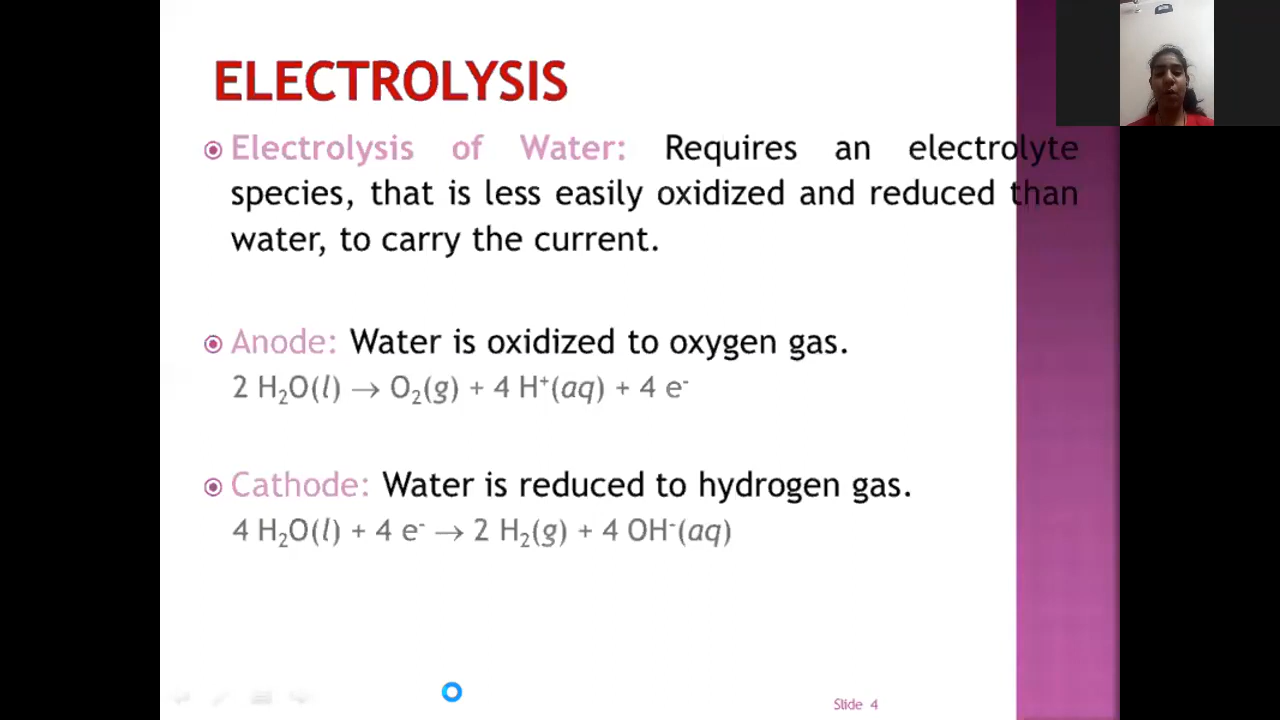 ELECTROLYSIS
Electrolysis of Water: Requires an electrolyte
species, that is less easily oxidized and reduced than
water, to carry the current.
Anode: Water is oxidized to oxygen gas.
2 H₂O(l) → O₂(g) + 4 H⁺(aq) + 4 e⁻
Cathode: Water is reduced to hydrogen gas.
4 H₂O(l) + 4 e⁻ → 2 H₂(g) + 4 OH⁻(aq)
Slide 4